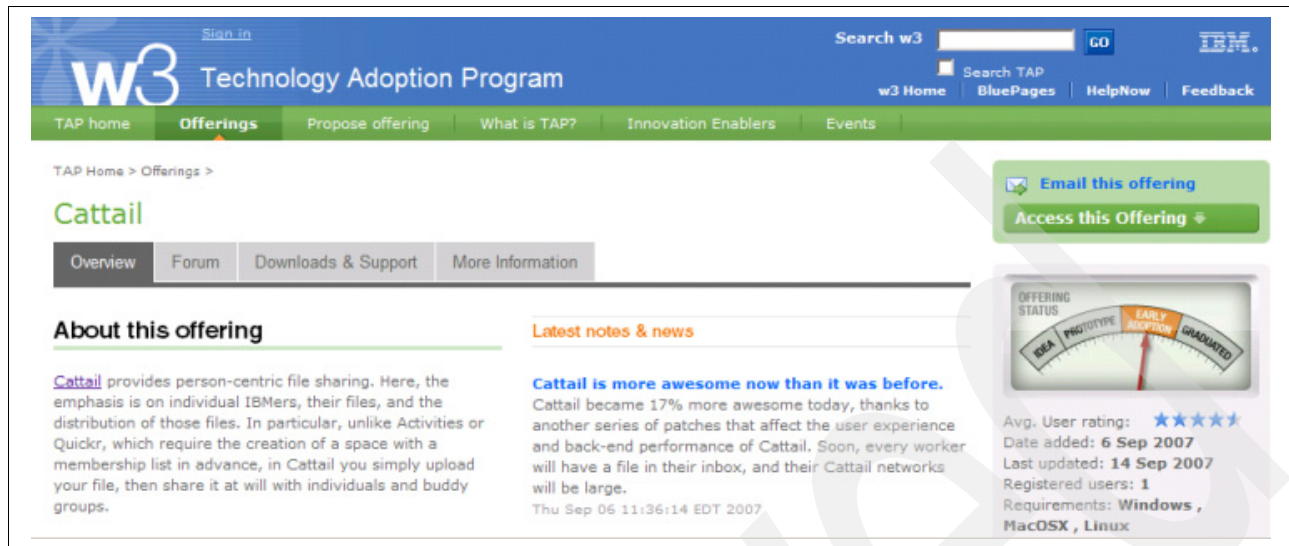 Sign in
Search w3 GO IBM.
w3 Technology Adoption Program
Search TAP
w3 Home BluePages HelpNow Feedback
TAP home Offerings Propose offering What is TAP? Innovation Enablers Events
TAP Home > Offerings >
Cattail
Overview Forum Downloads & Support More Information
About this offering
Cattail provides person-centric file sharing. Here, the
emphasis is on individual IBMers, their files, and the
distribution of those files. In particular, unlike Activities or
Quickr, which require the creation of a space with a
membership list in advance, in Cattail you simply upload
your file, then share it at will with individuals and buddy
groups.
Latest notes & news
Cattail is more awesome now than it was before.
Cattail became 17% more awesome today, thanks to
another series of patches that affect the user experience
and back-end performance of Cattail. Soon, every worker
will have a file in their inbox, and their Cattail networks
will be large.
Thu Sep 06 11:36:14 EDT 2007
Email this offering
Access this Offering
OFFERING
STATUS
IDEA PROTOTYPE EARLY ADOPTION GRADUATED
Avg. User rating:
Date added: 6 Sep 2007
Last updated: 14 Sep 2007
Registered users: 1
Requirements: Windows ,
MacOSX , Linux